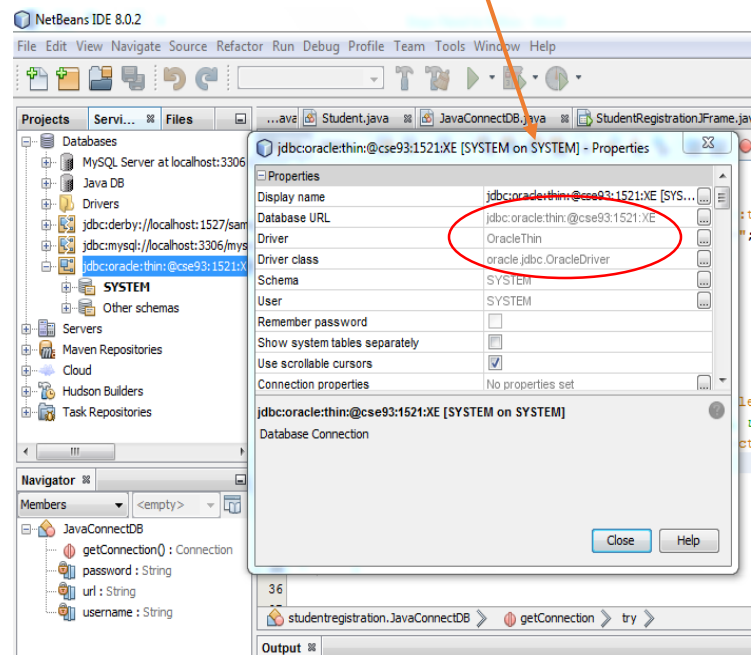 NetBeans IDE 8.0.2
File Edit View Navigate Source Refactor Run Debug Profile Team Tools Window Help
Projects Servi... Files
...ava Student.java JavaConnectDB.java StudentRegistrationJFrame.jav
Databases
MySQL Server at localhost:3306
Java DB
Drivers
jdbc:derby://localhost:1527/sam
jdbc:mysql://localhost:3306/mys
jdbc:oracle:thin:@cse93:1521:X
SYSTEM
Other schemas
Servers
Maven Repositories
Cloud
Hudson Builders
Task Repositories
jdbc:oracle:thin:@cse93:1521:XE [SYSTEM on SYSTEM] - Properties
Properties
Display name jdbc:oracle:thin:@cse93:1521:XE [SYS... ...
Database URL jdbc:oracle:thin:@cse93:1521:XE ...
Driver OracleThin ...
Driver class oracle.jdbc.OracleDriver ...
Schema SYSTEM ...
User SYSTEM ...
Remember password
Show system tables separately
Use scrollable cursors
Connection properties No properties set ...
jdbc:oracle:thin:@cse93:1521:XE [SYSTEM on SYSTEM]
Database Connection
Close Help
Navigator
Members <empty>
JavaConnectDB
getConnection() : Connection
password : String
url : String
username : String
36
studentregistration.JavaConnectDB getConnection try
Output